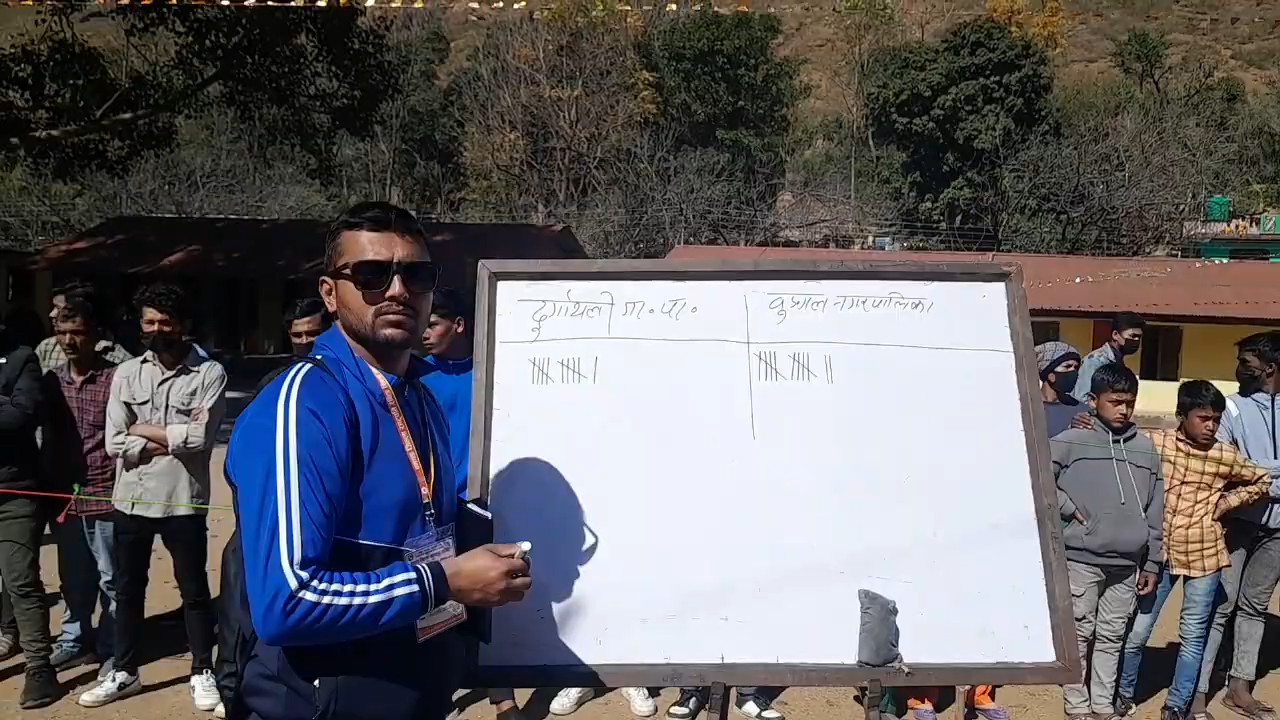 दुर्गाथली गा॰पा॰
बुंगल नगरपालिका